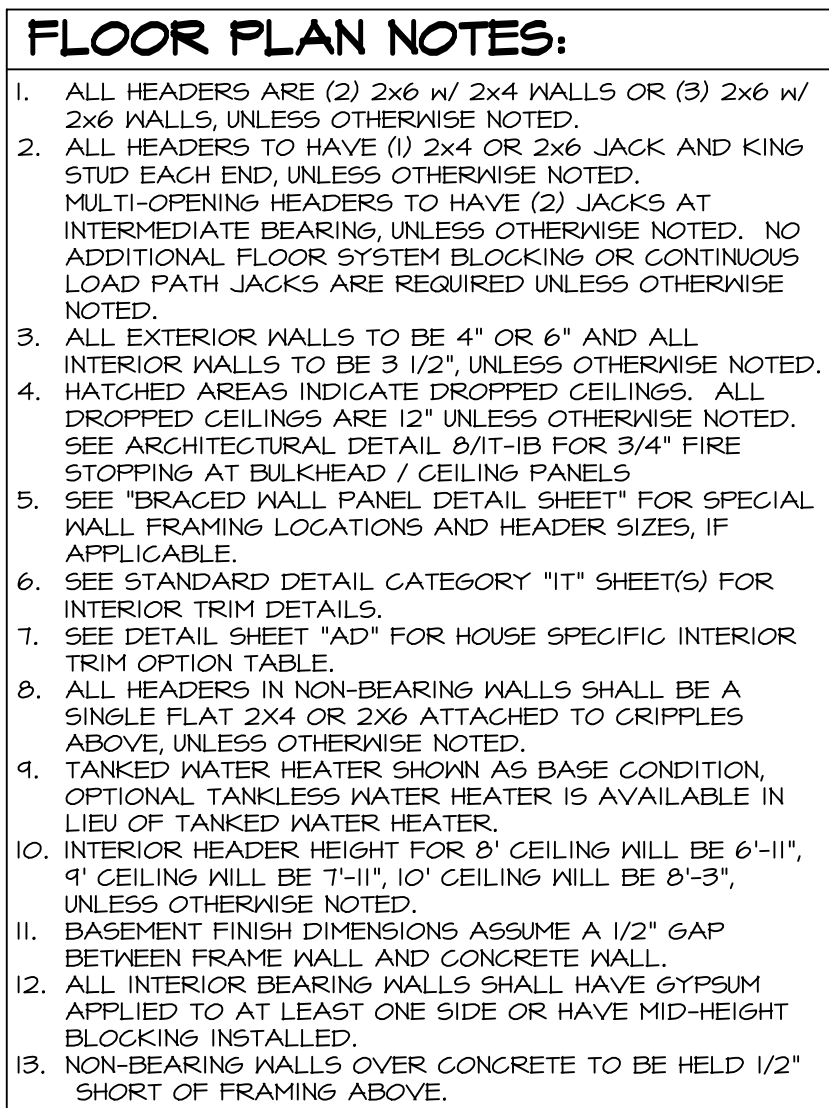 FLOOR PLAN NOTES:
1. ALL HEADERS ARE (2) 2x6 w/ 2x4 WALLS OR (3) 2x6 w/
2x6 WALLS, UNLESS OTHERWISE NOTED.
2. ALL HEADERS TO HAVE (1) 2x4 OR 2x6 JACK AND KING
STUD EACH END, UNLESS OTHERWISE NOTED.
MULTI-OPENING HEADERS TO HAVE (2) JACKS AT
INTERMEDIATE BEARING, UNLESS OTHERWISE NOTED. NO
ADDITIONAL FLOOR SYSTEM BLOCKING OR CONTINUOUS
LOAD PATH JACKS ARE REQUIRED UNLESS OTHERWISE
NOTED.
3. ALL EXTERIOR WALLS TO BE 4" OR 6" AND ALL
INTERIOR WALLS TO BE 3 1/2", UNLESS OTHERWISE NOTED.
4. HATCHED AREAS INDICATE DROPPED CEILINGS. ALL
DROPPED CEILINGS ARE 12" UNLESS OTHERWISE NOTED.
SEE ARCHITECTURAL DETAIL 8/IT-1B FOR 3/4" FIRE
STOPPING AT BULKHEAD / CEILING PANELS
5. SEE "BRACED WALL PANEL DETAIL SHEET" FOR SPECIAL
WALL FRAMING LOCATIONS AND HEADER SIZES, IF
APPLICABLE.
6. SEE STANDARD DETAIL CATEGORY "IT" SHEET(S) FOR
INTERIOR TRIM DETAILS.
7. SEE DETAIL SHEET "AD" FOR HOUSE SPECIFIC INTERIOR
TRIM OPTION TABLE.
8. ALL HEADERS IN NON-BEARING WALLS SHALL BE A
SINGLE FLAT 2X4 OR 2X6 ATTACHED TO CRIPPLES
ABOVE, UNLESS OTHERWISE NOTED.
9. TANKED WATER HEATER SHOWN AS BASE CONDITION,
OPTIONAL TANKLESS WATER HEATER IS AVAILABLE IN
LIEU OF TANKED WATER HEATER.
10. INTERIOR HEADER HEIGHT FOR 8' CEILING WILL BE 6'-11",
9' CEILING WILL BE 7'-11", 10' CEILING WILL BE 8'-3",
UNLESS OTHERWISE NOTED.
11. BASEMENT FINISH DIMENSIONS ASSUME A 1/2" GAP
BETWEEN FRAME WALL AND CONCRETE WALL.
12. ALL INTERIOR BEARING WALLS SHALL HAVE GYPSUM
APPLIED TO AT LEAST ONE SIDE OR HAVE MID-HEIGHT
BLOCKING INSTALLED.
13. NON-BEARING WALLS OVER CONCRETE TO BE HELD 1/2"
SHORT OF FRAMING ABOVE.